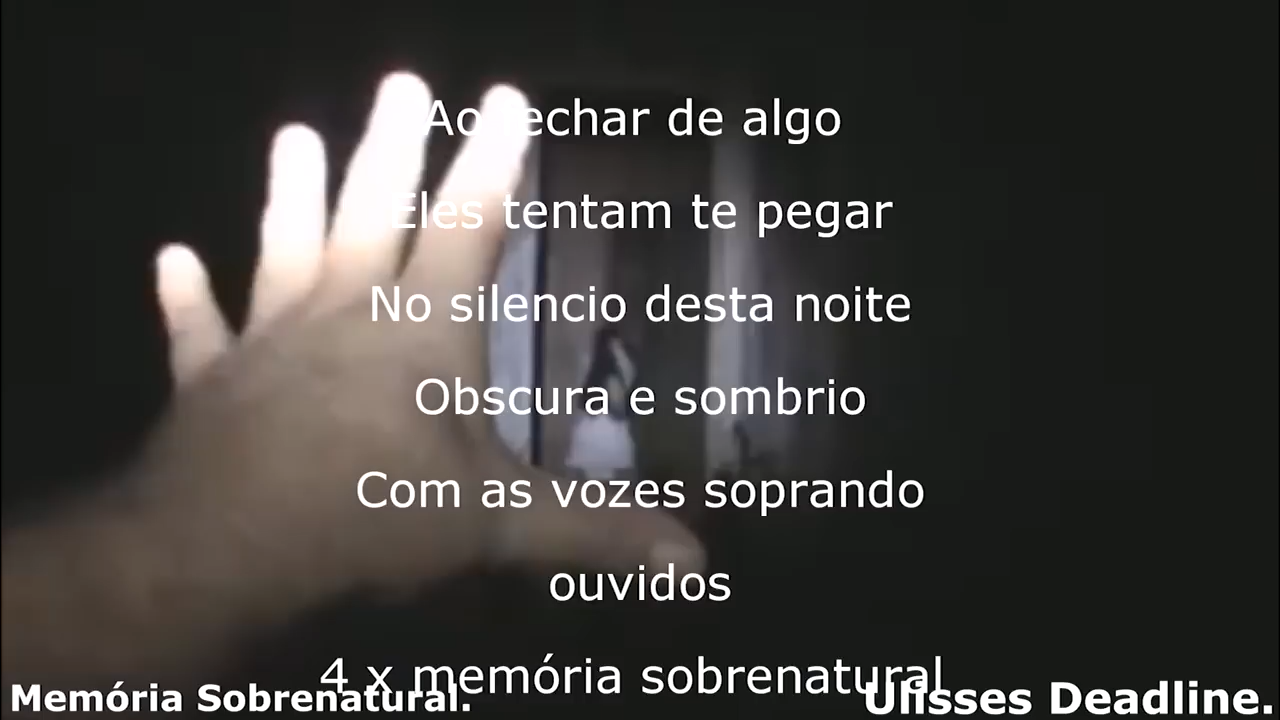 Ao fechar de algo
Eles tentam te pegar
No silencio desta noite
Obscura e sombrio
Com as vozes soprando
ouvidos
4 x memória sobrenatural
Memória Sobrenatural.
Ulisses Deadline.